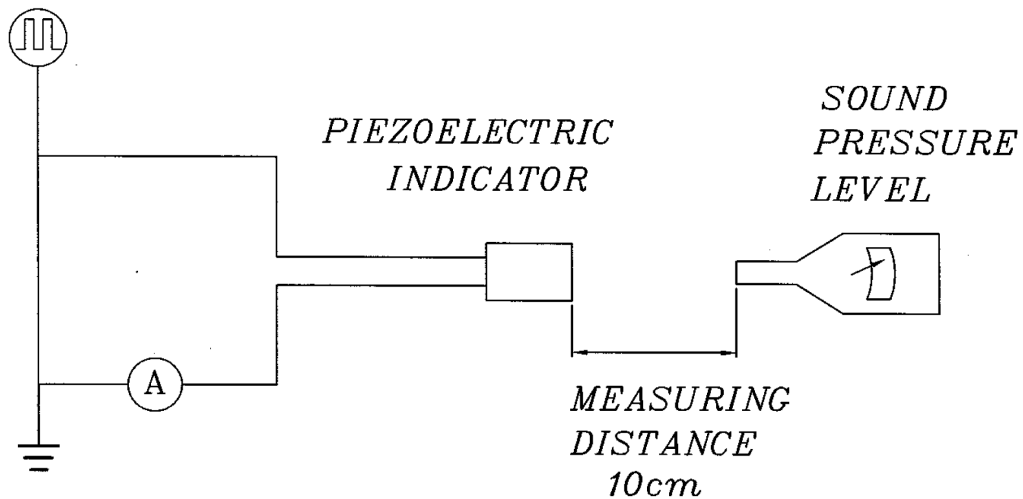 PIEZOELECTRIC
INDICATOR
SOUND
PRESSURE
LEVEL
A
MEASURING
DISTANCE
10cm